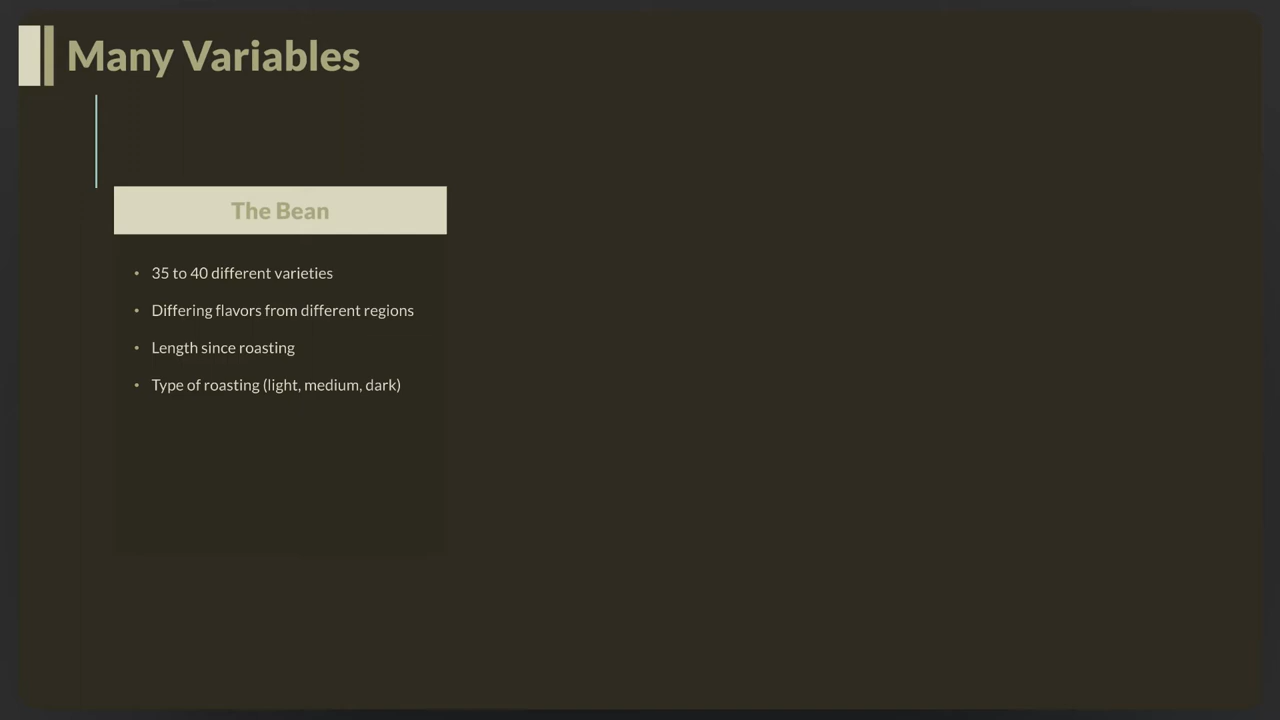 Many Variables
The Bean
• 35 to 40 different varieties
• Differing flavors from different regions
• Length since roasting
• Type of roasting (light, medium, dark)